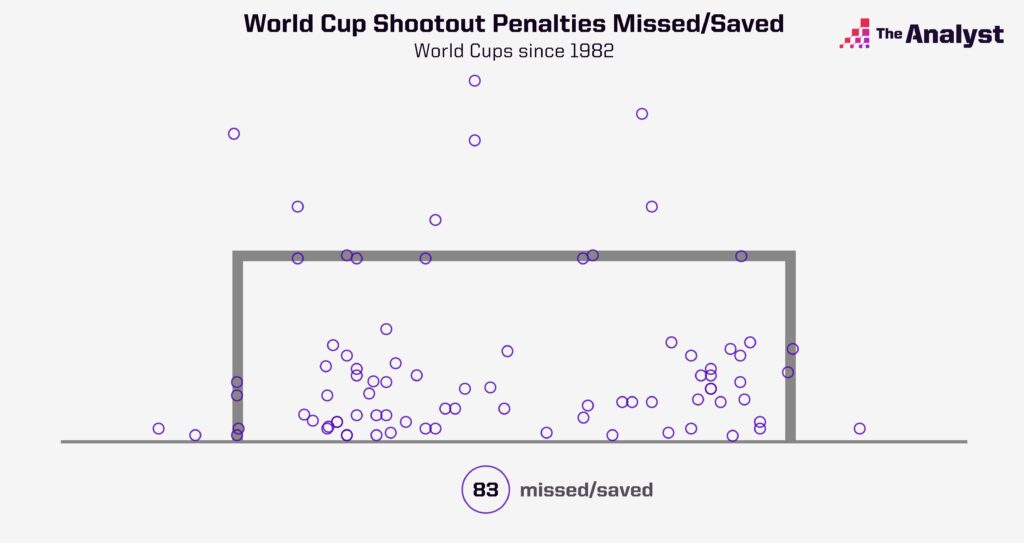 World Cup Shootout Penalties Missed/Saved
World Cups since 1982
The Analyst
83 missed/saved